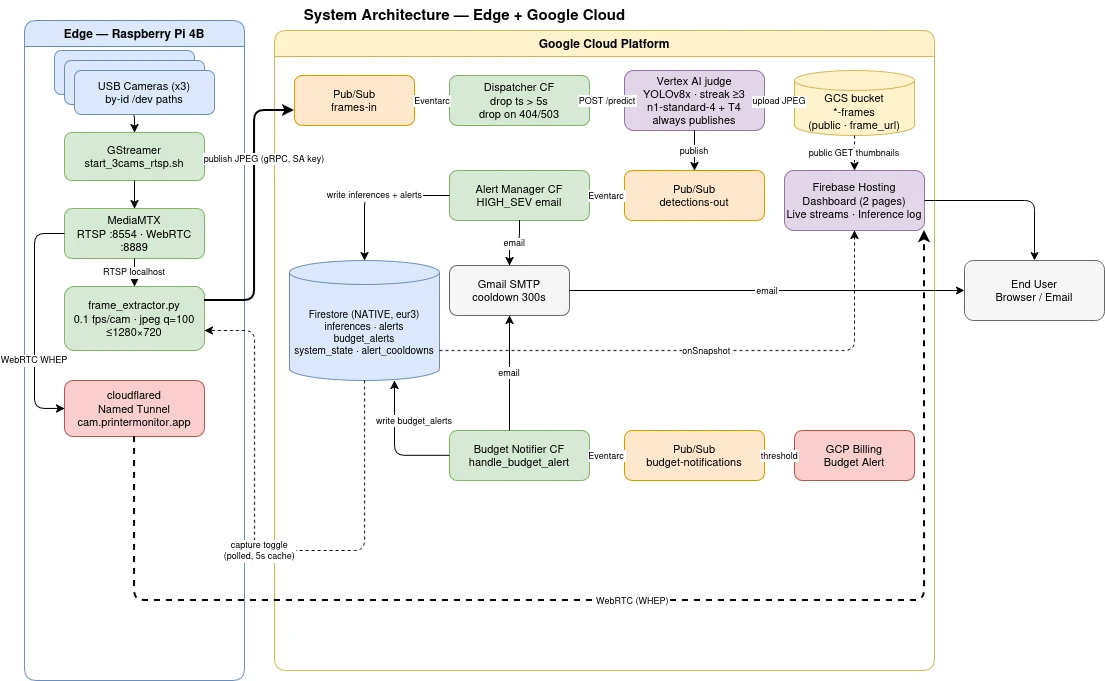 System Architecture — Edge + Google Cloud
Edge — Raspberry Pi 4B
USB Cameras (x3)
by-id /dev paths
GStreamer
start_3cams_rtsp.sh
publish JPEG (gRPC, SA key)
MediaMTX
RTSP :8554 · WebRTC
:8889
RTSP localhost
frame_extractor.py
0.1 fps/cam · jpeg q=100
≤1280×720
WebRTC WHEP
cloudflared
Named Tunnel
cam.printermonitor.app
Google Cloud Platform
Pub/Sub
frames-in
Eventarc
Dispatcher CF
drop ts > 5s
drop on 404/503
POST /predict
Vertex AI judge
YOLOv8x · streak ≥3
n1-standard-4 + T4
always publishes
upload JPEG
GCS bucket
*-frames
(public · frame_url)
publish
public GET thumbnails
write inferences + alerts
Alert Manager CF
HIGH_SEV email
Eventarc
Pub/Sub
detections-out
Firebase Hosting
Dashboard (2 pages)
Live streams · Inference log
email
Firestore (NATIVE, eur3)
inferences · alerts
budget_alerts
system_state · alert_cooldowns
Gmail SMTP
cooldown 300s
email
End User
Browser / Email
onSnapshot
email
write budget_alerts
Budget Notifier CF
handle_budget_alert
Eventarc
Pub/Sub
budget-notifications
threshold
GCP Billing
Budget Alert
capture toggle
(polled, 5s cache)
WebRTC (WHEP)